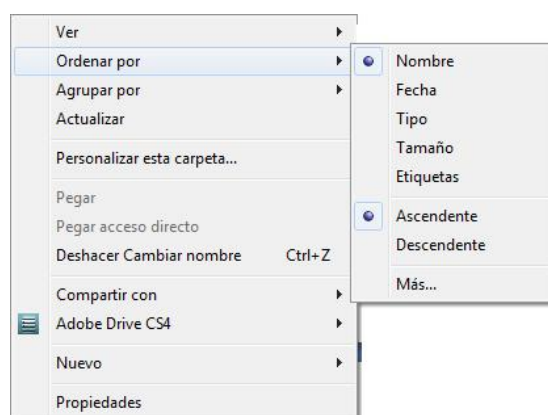 Ver
Ordenar por
Agrupar por
Actualizar
Personalizar esta carpeta...
Pegar
Pegar acceso directo
Deshacer Cambiar nombre Ctrl+Z
Compartir con
Adobe Drive CS4
Nuevo
Propiedades
Nombre
Fecha
Tipo
Tamaño
Etiquetas
Ascendente
Descendente
Más...